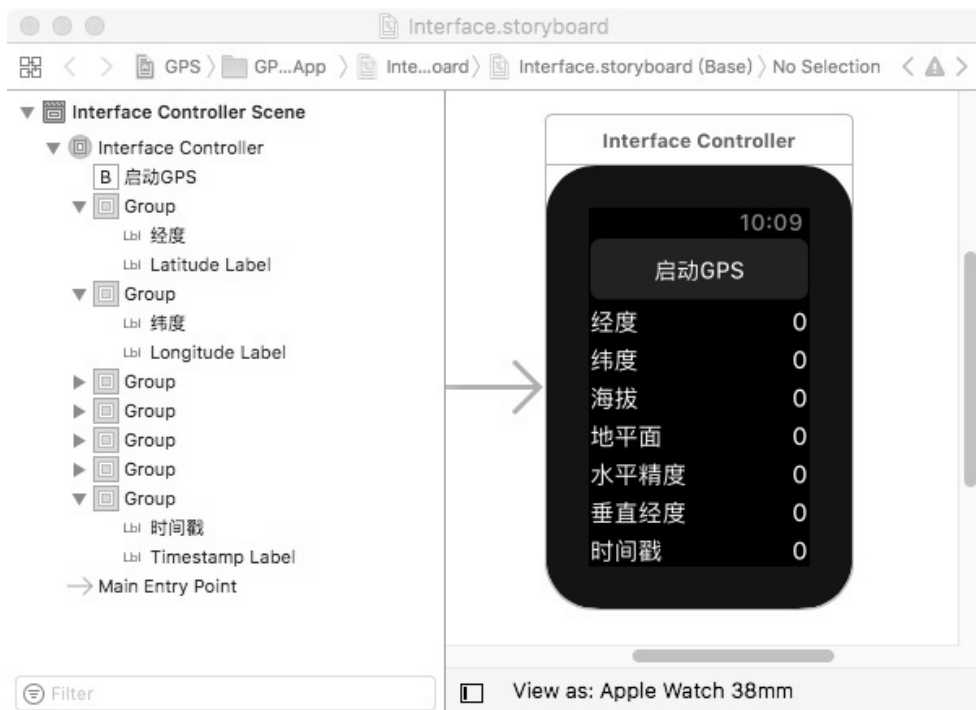 Interface.storyboard
GPS GP...App Inte...oard Interface.storyboard (Base) No Selection
Interface Controller Scene
Interface Controller
B 启动GPS
Group
Lbl 经度
Lbl Latitude Label
Group
Lbl 纬度
Lbl Longitude Label
Group
Group
Group
Group
Group
Lbl 时间戳
Lbl Timestamp Label
Main Entry Point
Filter
Interface Controller
10:09
启动GPS
经度 0
纬度 0
海拔 0
地平面 0
水平精度 0
垂直经度 0
时间戳 0
View as: Apple Watch 38mm